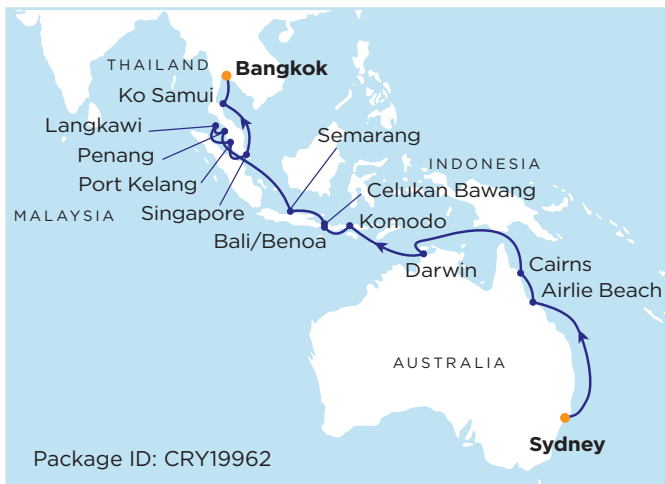 THAILAND
Bangkok
Ko Samui
Langkawi
Semarang
Penang
INDONESIA
Port Kelang
Celukan Bawang
MALAYSIA
Singapore
Komodo
Bali/Benoa
Darwin
Cairns
Airlie Beach
AUSTRALIA
Sydney
Package ID: CRY19962